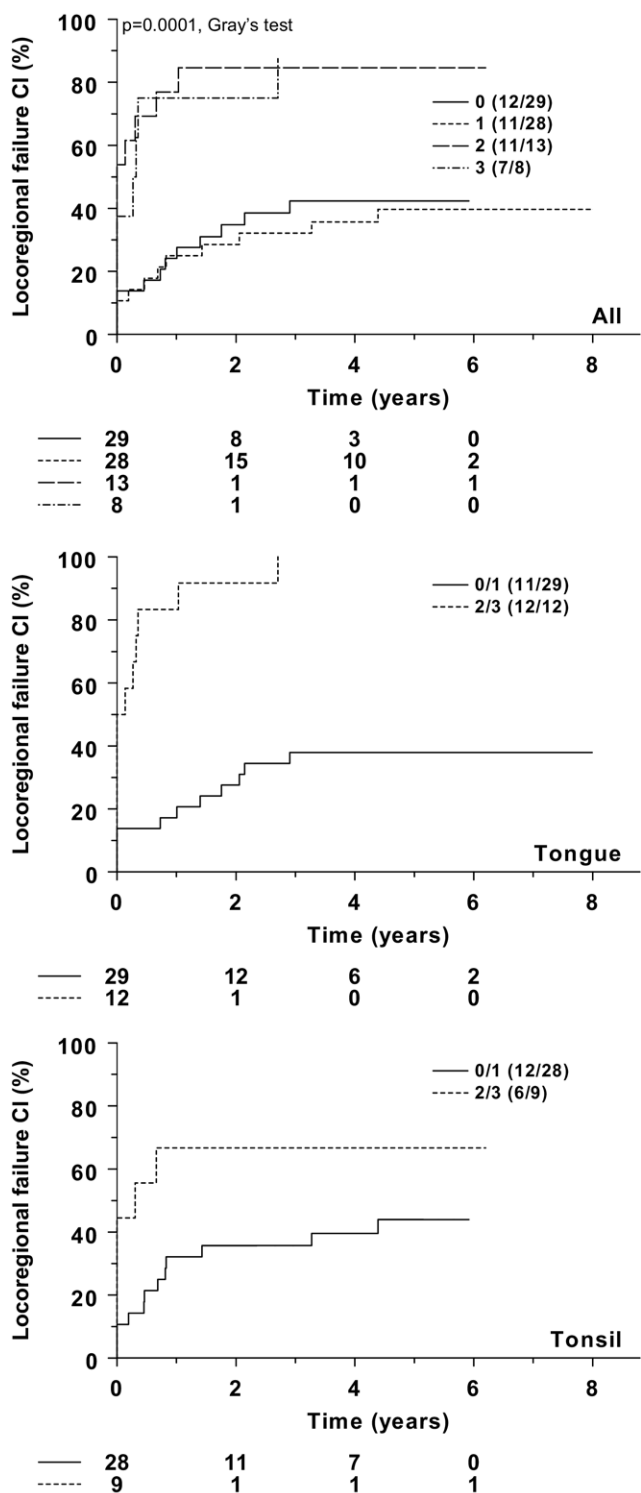 p=0.0001, Gray's test
Locoregional failure CI (%)
100
80
60
40
20
0
0 (12/29)
1 (11/28)
2 (11/13)
3 (7/8)
All
0 2 4 6 8
Time (years)
29 8 3 0
28 15 10 2
13 1 1 1
8 1 0 0
Locoregional failure CI (%)
100
80
60
40
20
0
0/1 (11/29)
2/3 (12/12)
Tongue
0 2 4 6 8
Time (years)
29 12 6 2
12 1 0 0
Locoregional failure CI (%)
100
80
60
40
20
0
0/1 (12/28)
2/3 (6/9)
Tonsil
0 2 4 6 8
Time (years)
28 11 7 0
9 1 1 1